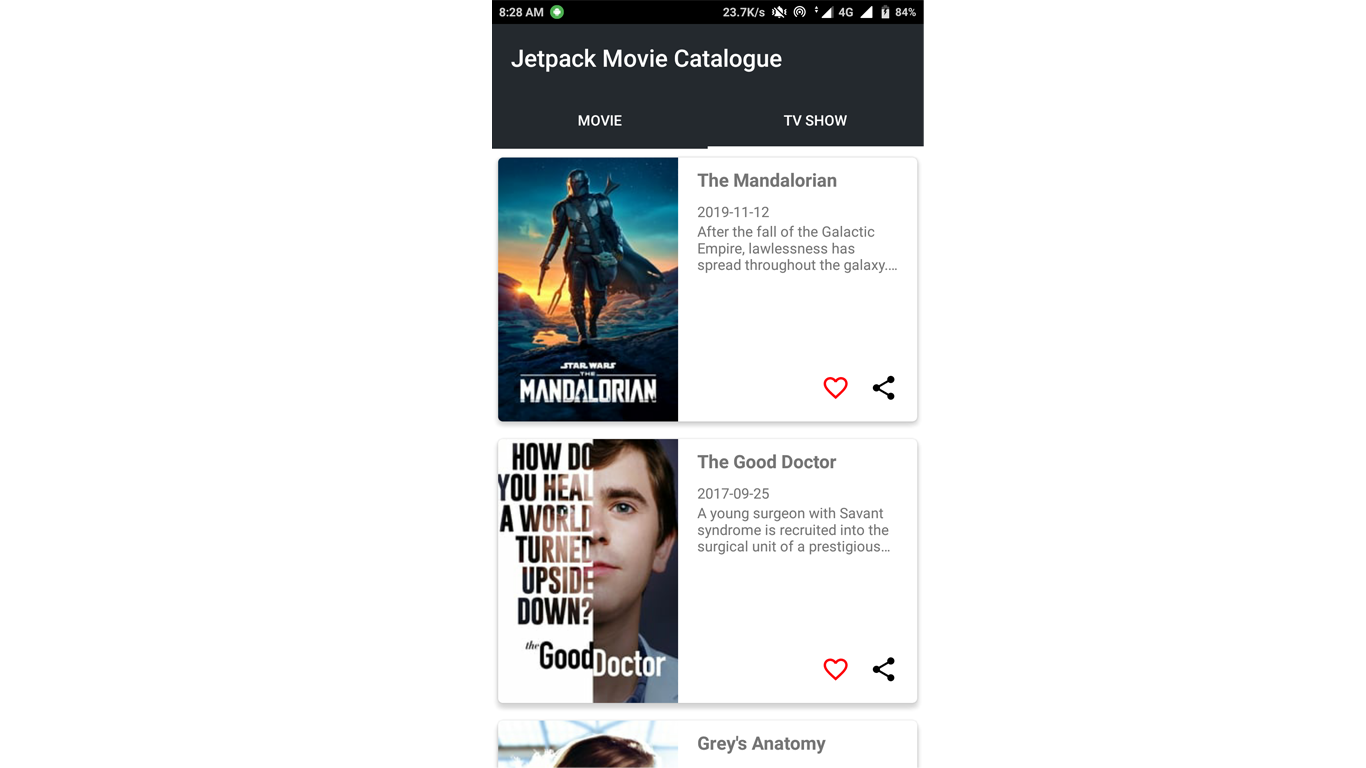 8:28 AM 23.7K/s 4G 84%
Jetpack Movie Catalogue
MOVIE TV SHOW
The Mandalorian
2019-11-12
After the fall of the Galactic
Empire, lawlessness has
spread throughout the galaxy.…
STAR WARS
THE
MANDALORIAN
The Good Doctor
2017-09-25
A young surgeon with Savant
syndrome is recruited into the
surgical unit of a prestigious…
HOW DO
YOU HEAL
A WORLD
TURNED
UPSIDE
DOWN?
the Good Doctor
Grey's Anatomy